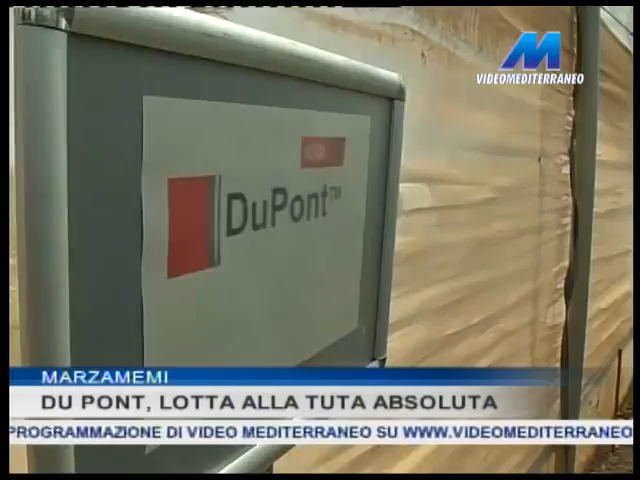 M
VIDEOMEDITERRANEO
DuPont™
MARZAMEMI
DU PONT, LOTTA ALLA TUTA ABSOLUTA
PROGRAMMAZIONE DI VIDEO MEDITERRANEO SU WWW.VIDEOMEDITERRANEO